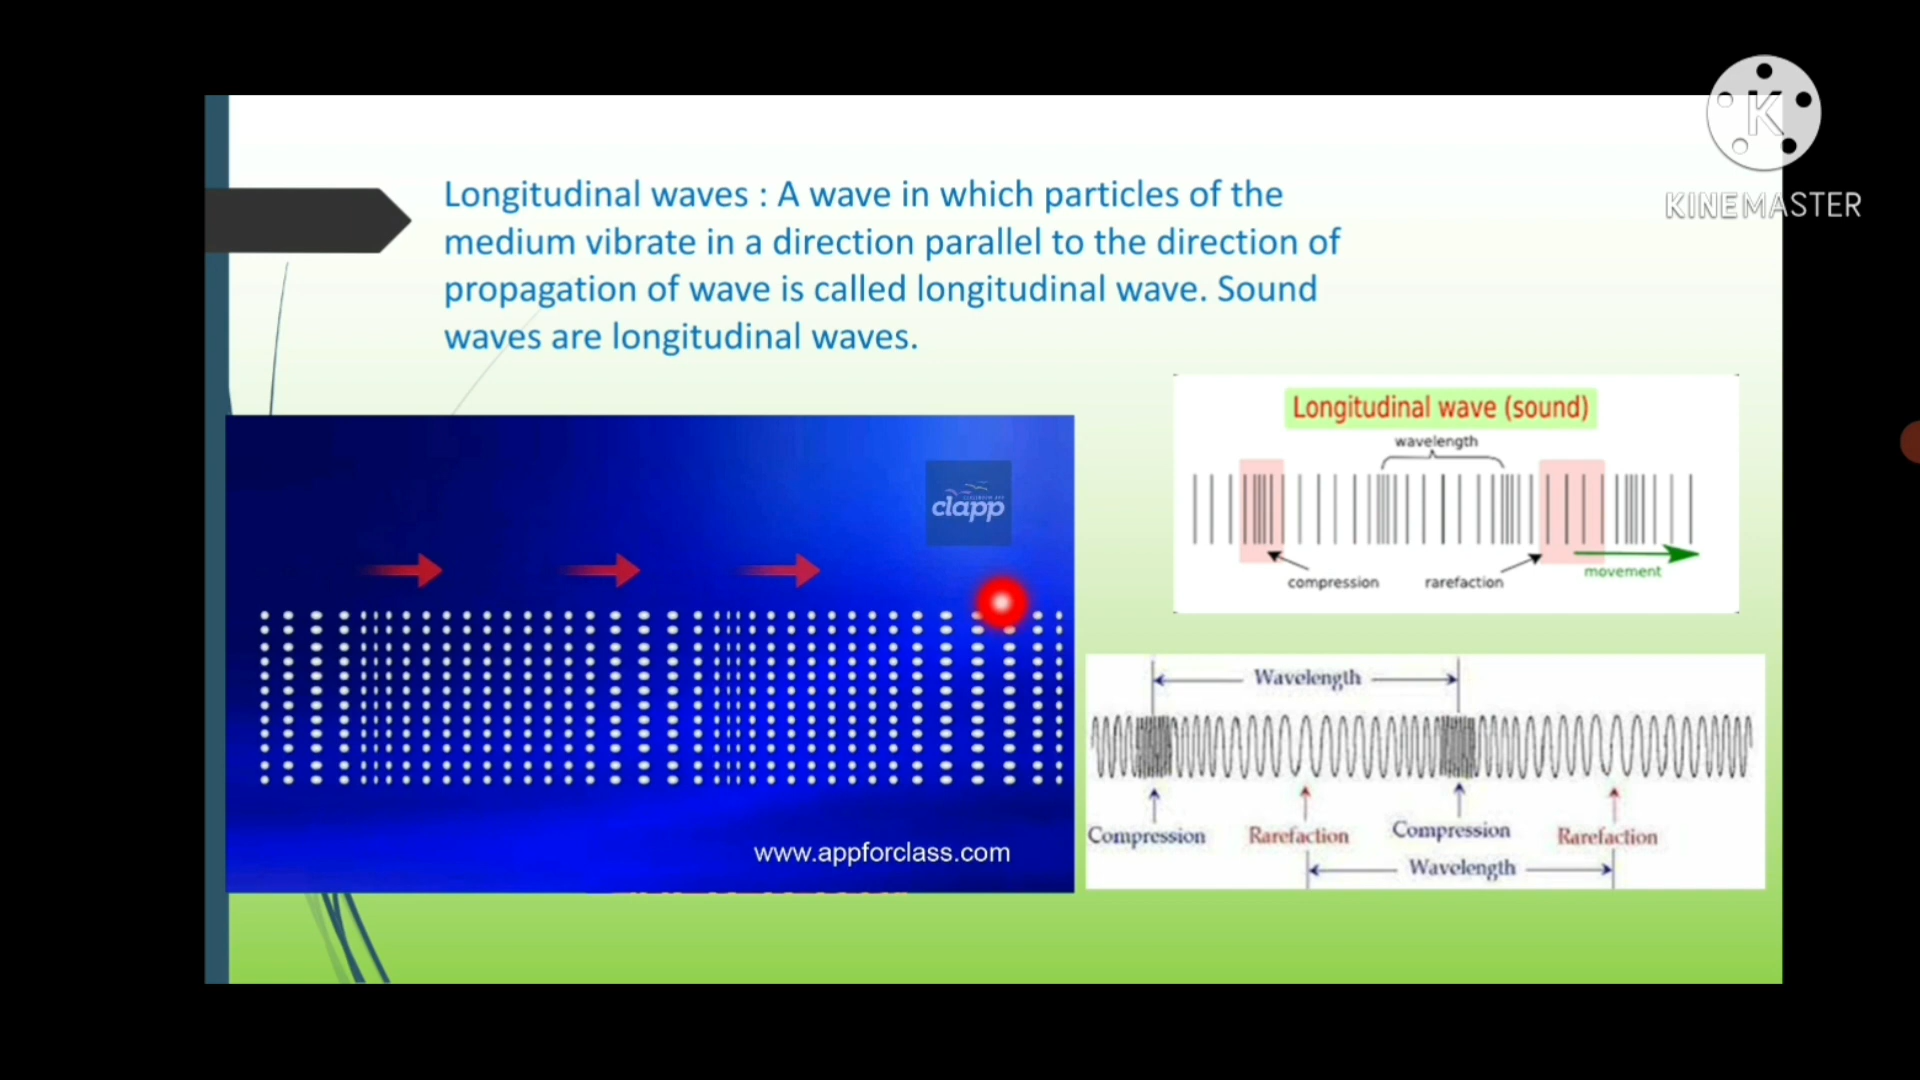 K
KINEMASTER
Longitudinal waves : A wave in which particles of the
medium vibrate in a direction parallel to the direction of
propagation of wave is called longitudinal wave. Sound
waves are longitudinal waves.
clapp
www.appforclass.com
Longitudinal wave (sound)
wavelength
compression
rarefaction
movement
Wavelength
Compression
Rarefaction
Compression
Rarefaction
Wavelength